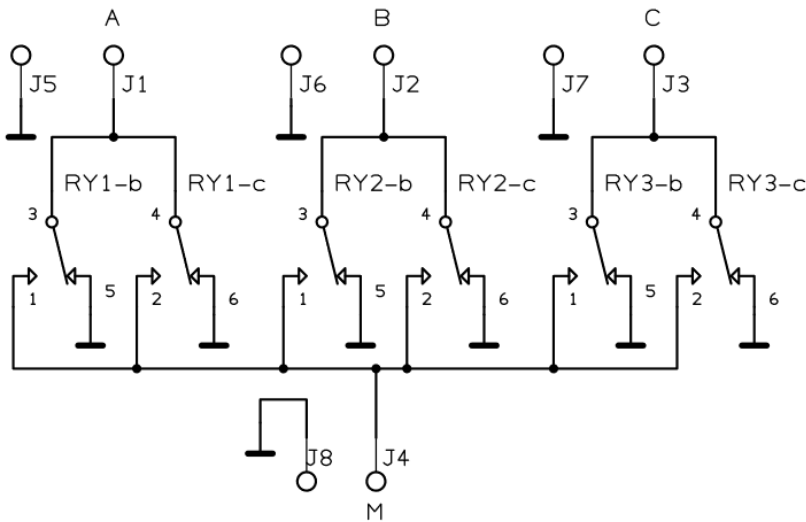 A B C
J5 J1 J6 J2 J7 J3
RY1-b RY1-c RY2-b RY2-c RY3-b RY3-c
3 4 3 4 3 4
1 5 2 6 1 5 2 6 1 5 2 6
J8 J4
M